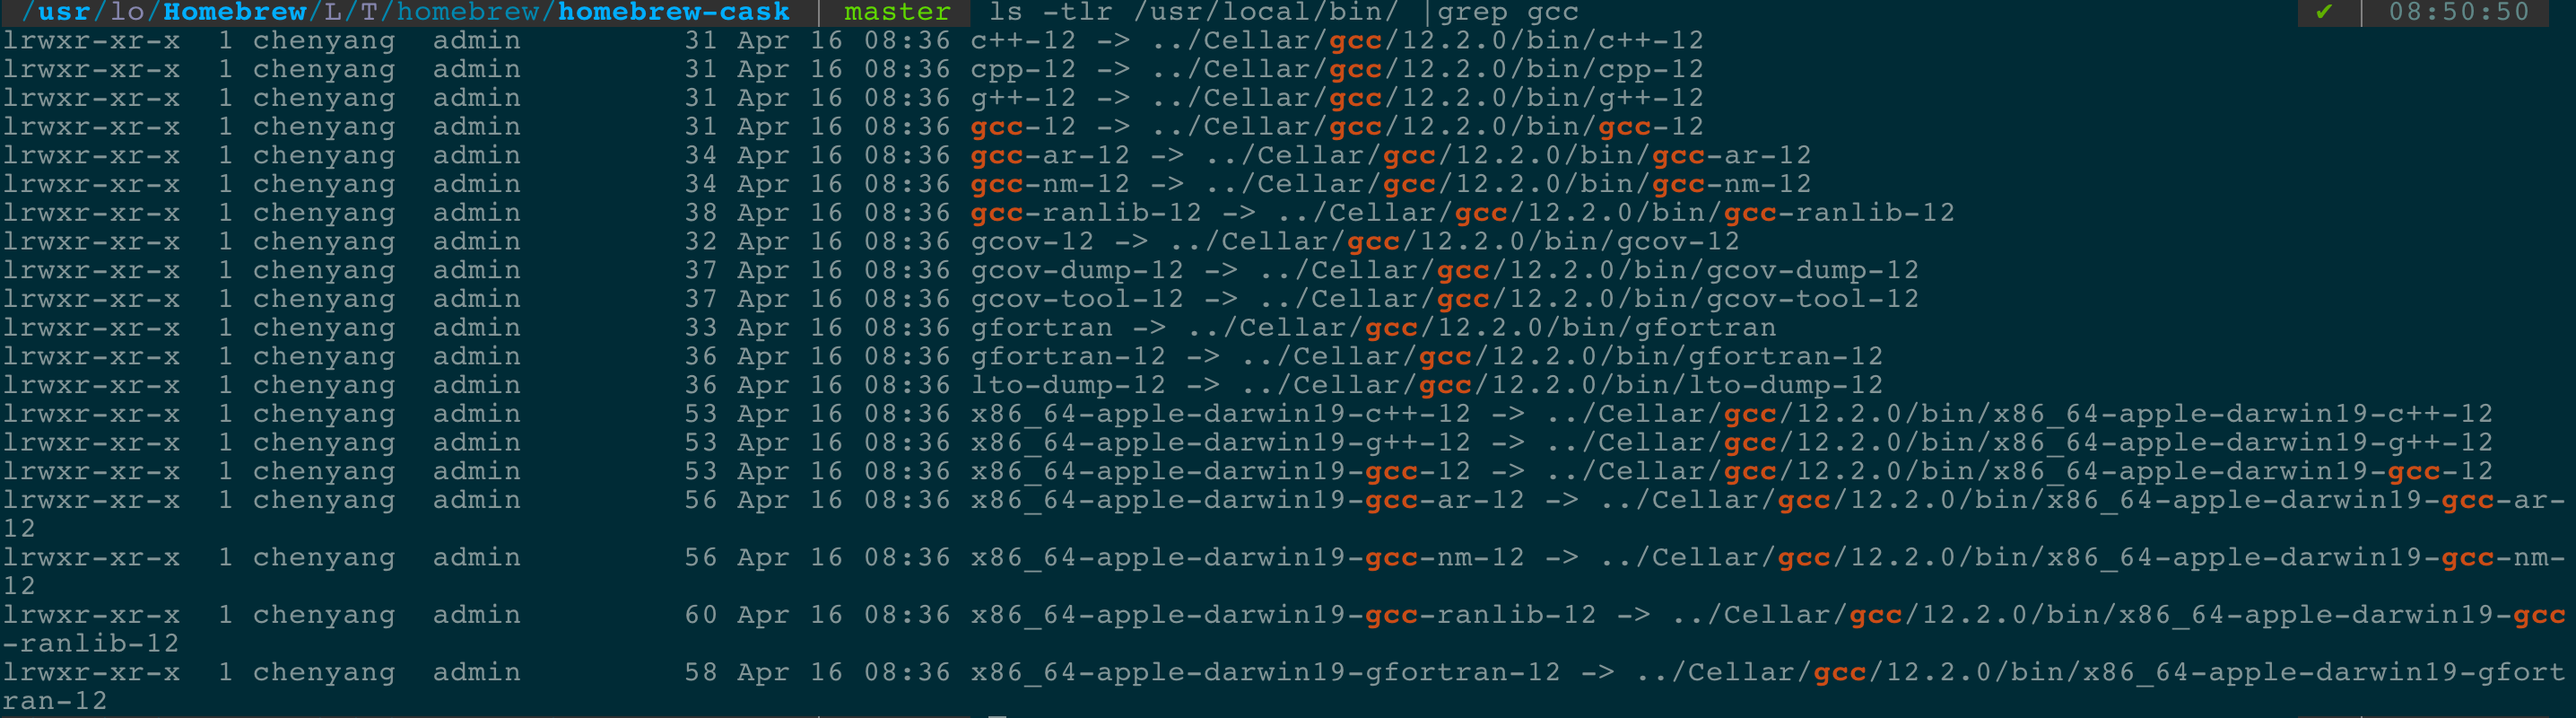 /usr/lo/Homebrew/L/T/homebrew/homebrew-cask | master ls -tlr /usr/local/bin/ |grep gcc ✔ | 08:50:50
lrwxr-xr-x 1 chenyang admin 31 Apr 16 08:36 c++-12 -> ../Cellar/gcc/12.2.0/bin/c++-12
lrwxr-xr-x 1 chenyang admin 31 Apr 16 08:36 cpp-12 -> ../Cellar/gcc/12.2.0/bin/cpp-12
lrwxr-xr-x 1 chenyang admin 31 Apr 16 08:36 g++-12 -> ../Cellar/gcc/12.2.0/bin/g++-12
lrwxr-xr-x 1 chenyang admin 31 Apr 16 08:36 gcc-12 -> ../Cellar/gcc/12.2.0/bin/gcc-12
lrwxr-xr-x 1 chenyang admin 34 Apr 16 08:36 gcc-ar-12 -> ../Cellar/gcc/12.2.0/bin/gcc-ar-12
lrwxr-xr-x 1 chenyang admin 34 Apr 16 08:36 gcc-nm-12 -> ../Cellar/gcc/12.2.0/bin/gcc-nm-12
lrwxr-xr-x 1 chenyang admin 38 Apr 16 08:36 gcc-ranlib-12 -> ../Cellar/gcc/12.2.0/bin/gcc-ranlib-12
lrwxr-xr-x 1 chenyang admin 32 Apr 16 08:36 gcov-12 -> ../Cellar/gcc/12.2.0/bin/gcov-12
lrwxr-xr-x 1 chenyang admin 37 Apr 16 08:36 gcov-dump-12 -> ../Cellar/gcc/12.2.0/bin/gcov-dump-12
lrwxr-xr-x 1 chenyang admin 37 Apr 16 08:36 gcov-tool-12 -> ../Cellar/gcc/12.2.0/bin/gcov-tool-12
lrwxr-xr-x 1 chenyang admin 33 Apr 16 08:36 gfortran -> ../Cellar/gcc/12.2.0/bin/gfortran
lrwxr-xr-x 1 chenyang admin 36 Apr 16 08:36 gfortran-12 -> ../Cellar/gcc/12.2.0/bin/gfortran-12
lrwxr-xr-x 1 chenyang admin 36 Apr 16 08:36 lto-dump-12 -> ../Cellar/gcc/12.2.0/bin/lto-dump-12
lrwxr-xr-x 1 chenyang admin 53 Apr 16 08:36 x86_64-apple-darwin19-c++-12 -> ../Cellar/gcc/12.2.0/bin/x86_64-apple-darwin19-c++-12
lrwxr-xr-x 1 chenyang admin 53 Apr 16 08:36 x86_64-apple-darwin19-g++-12 -> ../Cellar/gcc/12.2.0/bin/x86_64-apple-darwin19-g++-12
lrwxr-xr-x 1 chenyang admin 53 Apr 16 08:36 x86_64-apple-darwin19-gcc-12 -> ../Cellar/gcc/12.2.0/bin/x86_64-apple-darwin19-gcc-12
lrwxr-xr-x 1 chenyang admin 56 Apr 16 08:36 x86_64-apple-darwin19-gcc-ar-12 -> ../Cellar/gcc/12.2.0/bin/x86_64-apple-darwin19-gcc-ar-
12
lrwxr-xr-x 1 chenyang admin 56 Apr 16 08:36 x86_64-apple-darwin19-gcc-nm-12 -> ../Cellar/gcc/12.2.0/bin/x86_64-apple-darwin19-gcc-nm-
12
lrwxr-xr-x 1 chenyang admin 60 Apr 16 08:36 x86_64-apple-darwin19-gcc-ranlib-12 -> ../Cellar/gcc/12.2.0/bin/x86_64-apple-darwin19-gcc
-ranlib-12
lrwxr-xr-x 1 chenyang admin 58 Apr 16 08:36 x86_64-apple-darwin19-gfortran-12 -> ../Cellar/gcc/12.2.0/bin/x86_64-apple-darwin19-gfort
ran-12